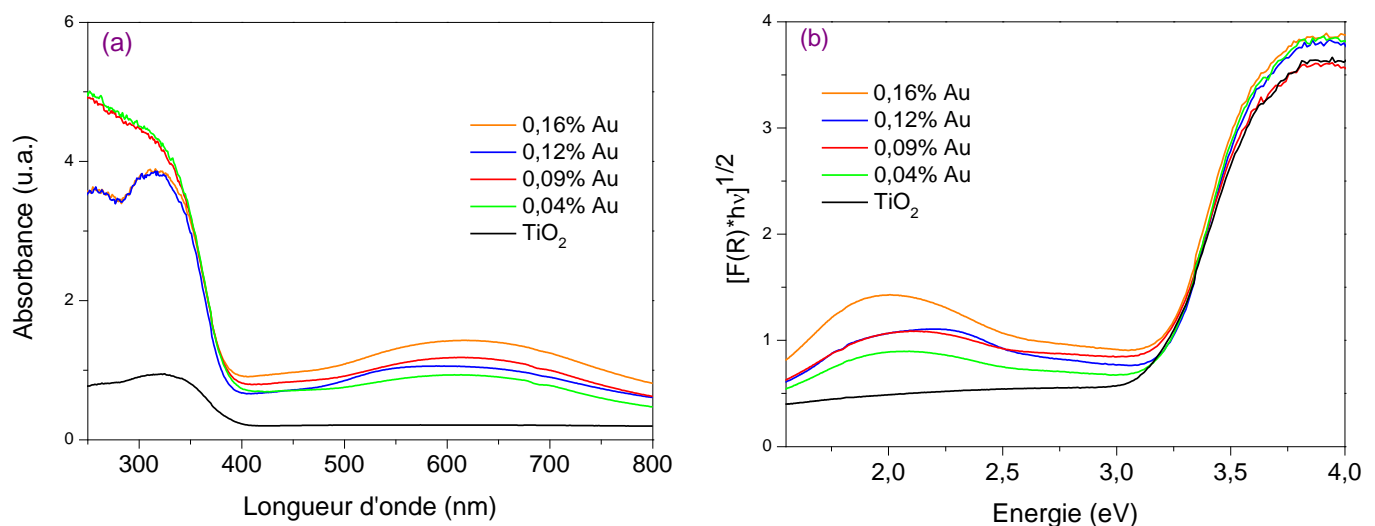 (a)
Absorbance (u.a.)
6
4
2
0
0,16% Au
0,12% Au
0,09% Au
0,04% Au
TiO₂
300 400 500 600 700 800
Longueur d'onde (nm)
(b)
[F(R)*hν]^1/2
4
3
2
1
0
0,16% Au
0,12% Au
0,09% Au
0,04% Au
TiO₂
2,0 2,5 3,0 3,5 4,0
Energie (eV)